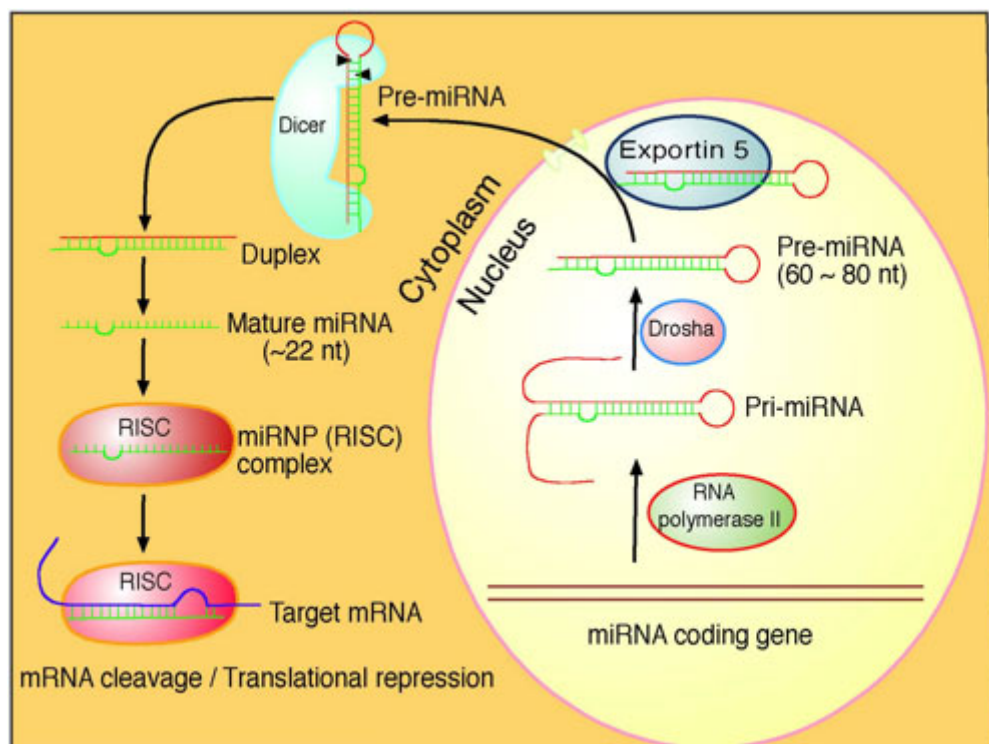 Pre-miRNA
Dicer
Exportin 5
Cytoplasm
Nucleus
Duplex
Pre-miRNA
(60 ~ 80 nt)
Mature miRNA
(~22 nt)
Drosha
RISC
miRNP (RISC)
complex
Pri-miRNA
RNA
polymerase II
RISC
Target mRNA
miRNA coding gene
mRNA cleavage / Translational repression